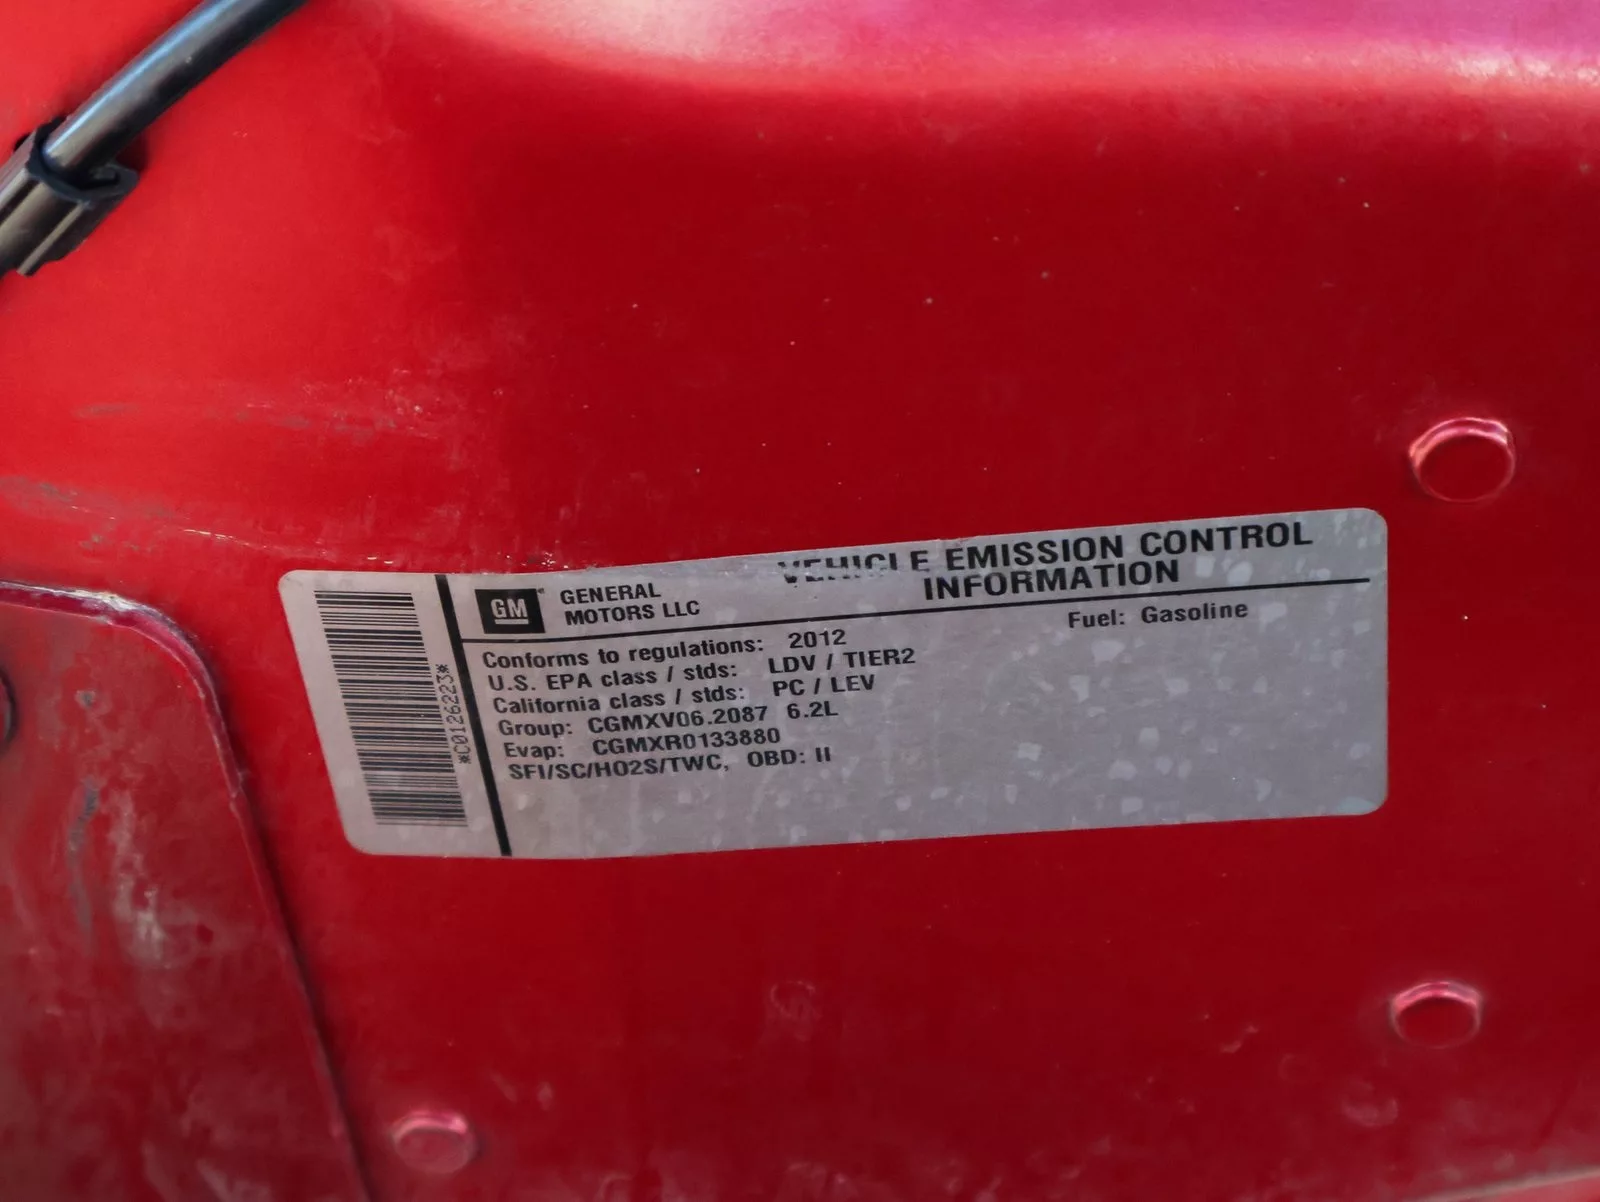 *C0126223*
GM
GENERAL
MOTORS LLC
VEHICLE EMISSION CONTROL
INFORMATION
Fuel: Gasoline
Conforms to regulations: 2012
U.S. EPA class / stds: LDV / TIER2
California class / stds: PC / LEV
Group: CGMXV06.2087 6.2L
Evap: CGMXR0133880
SFI/SC/HO2S/TWC, OBD: II